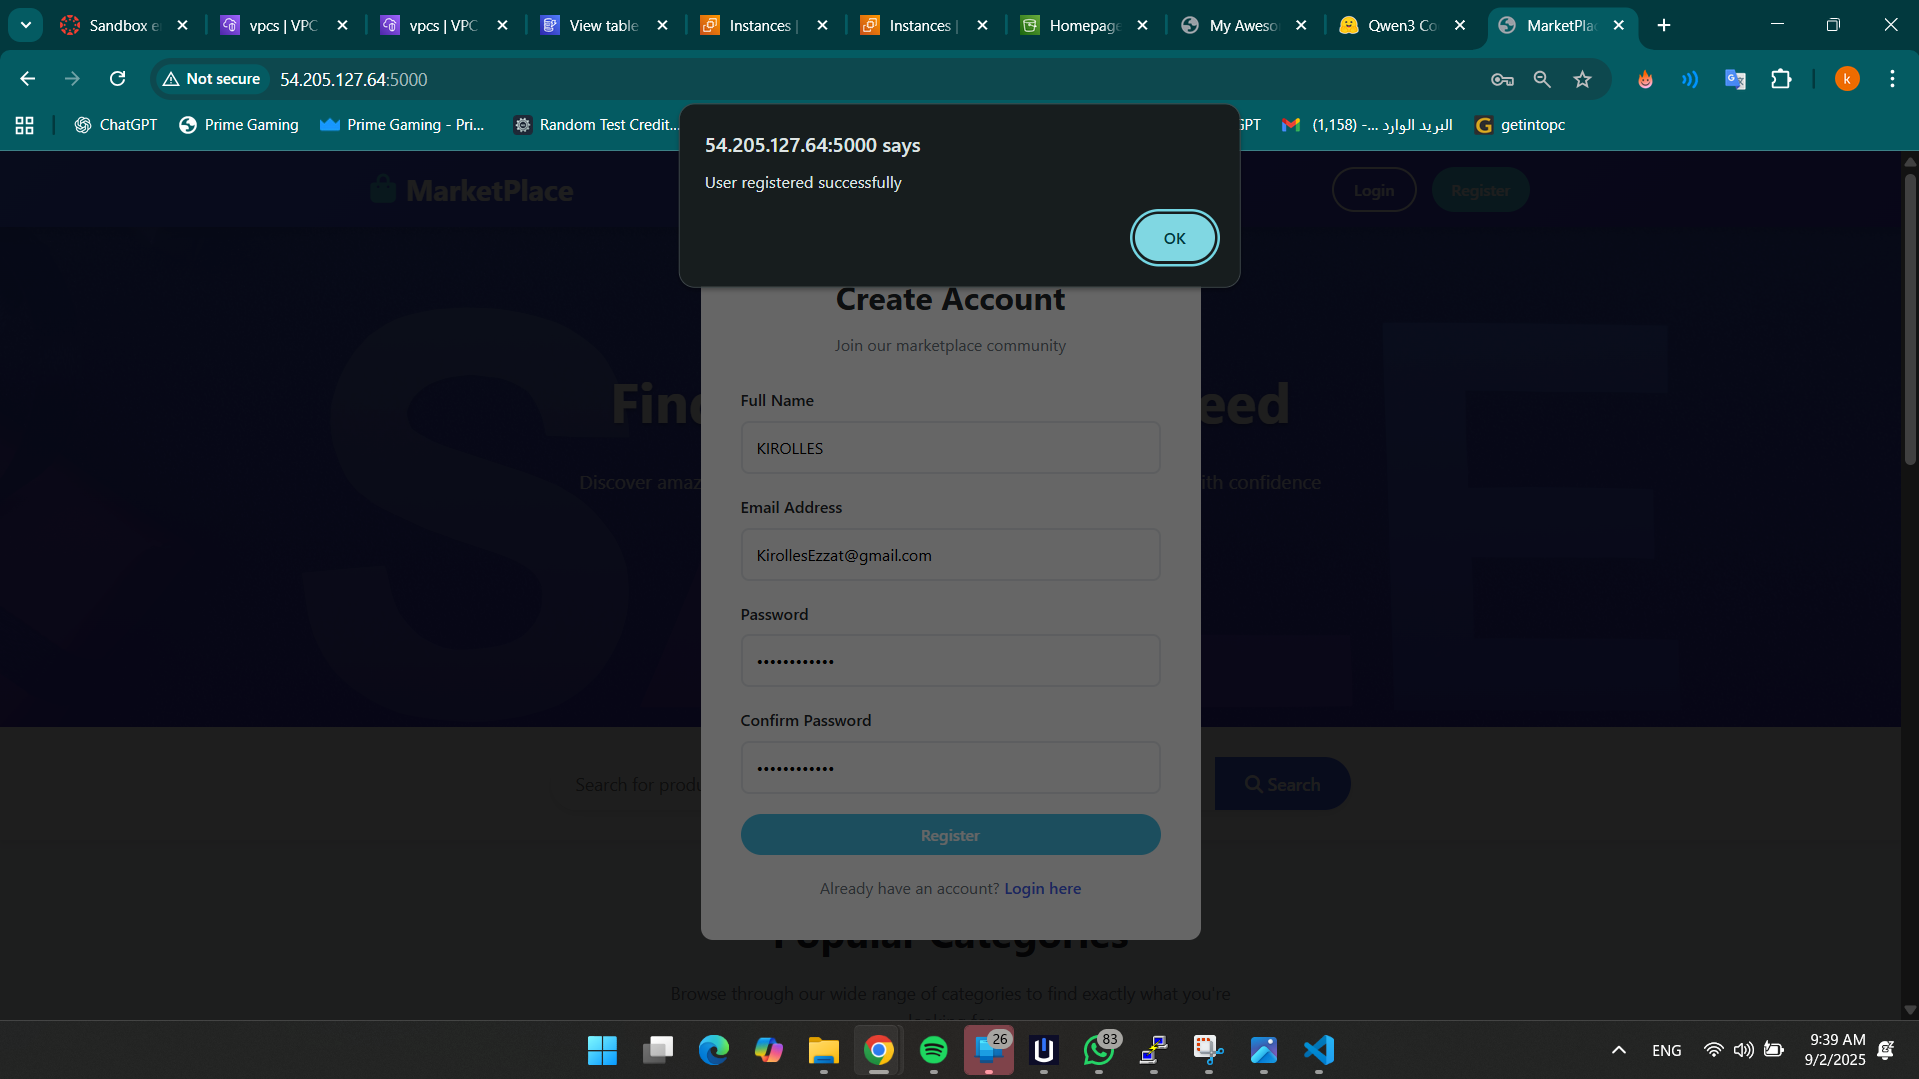 Sandbox e
vpcs | VPC
vpcs | VPC
View table
Instances |
Instances |
Homepage
My Aweso
Qwen3 Co
MarketPla
Not secure
54.205.127.64:5000
k
ChatGPT
Prime Gaming
Prime Gaming - Pri...
Random Test Credit...
GPT
البريد الوارد -... (1,158)
getintopc
54.205.127.64:5000 says
User registered successfully
OK
MarketPlace
Login
Register
Create Account
Join our marketplace community
Find
eed
Discover amaz
ith confidence
SALE
Full Name
KIROLLES
Email Address
KirollesEzzat@gmail.com
Password
••••••••••••
Confirm Password
••••••••••••
Search for produ
Search
Register
Already have an account? Login here
Popular Categories
Browse through our wide range of categories to find exactly what you're
looking for
26
83
ENG
9:39 AM
9/2/2025